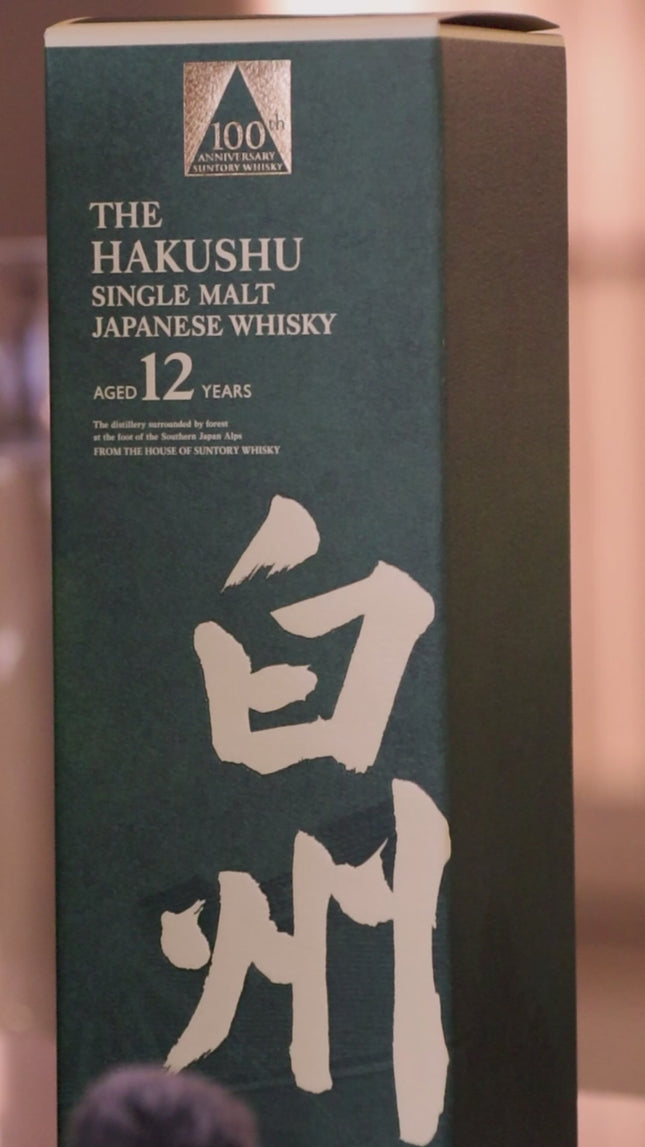 100th
ANNIVERSARY
SUNTORY WHISKY
THE
HAKUSHU
SINGLE MALT
JAPANESE WHISKY
AGED 12 YEARS
The distillery surrounded by forest
at the foot of the Southern Japan Alps
FROM THE HOUSE OF SUNTORY WHISKY
白州